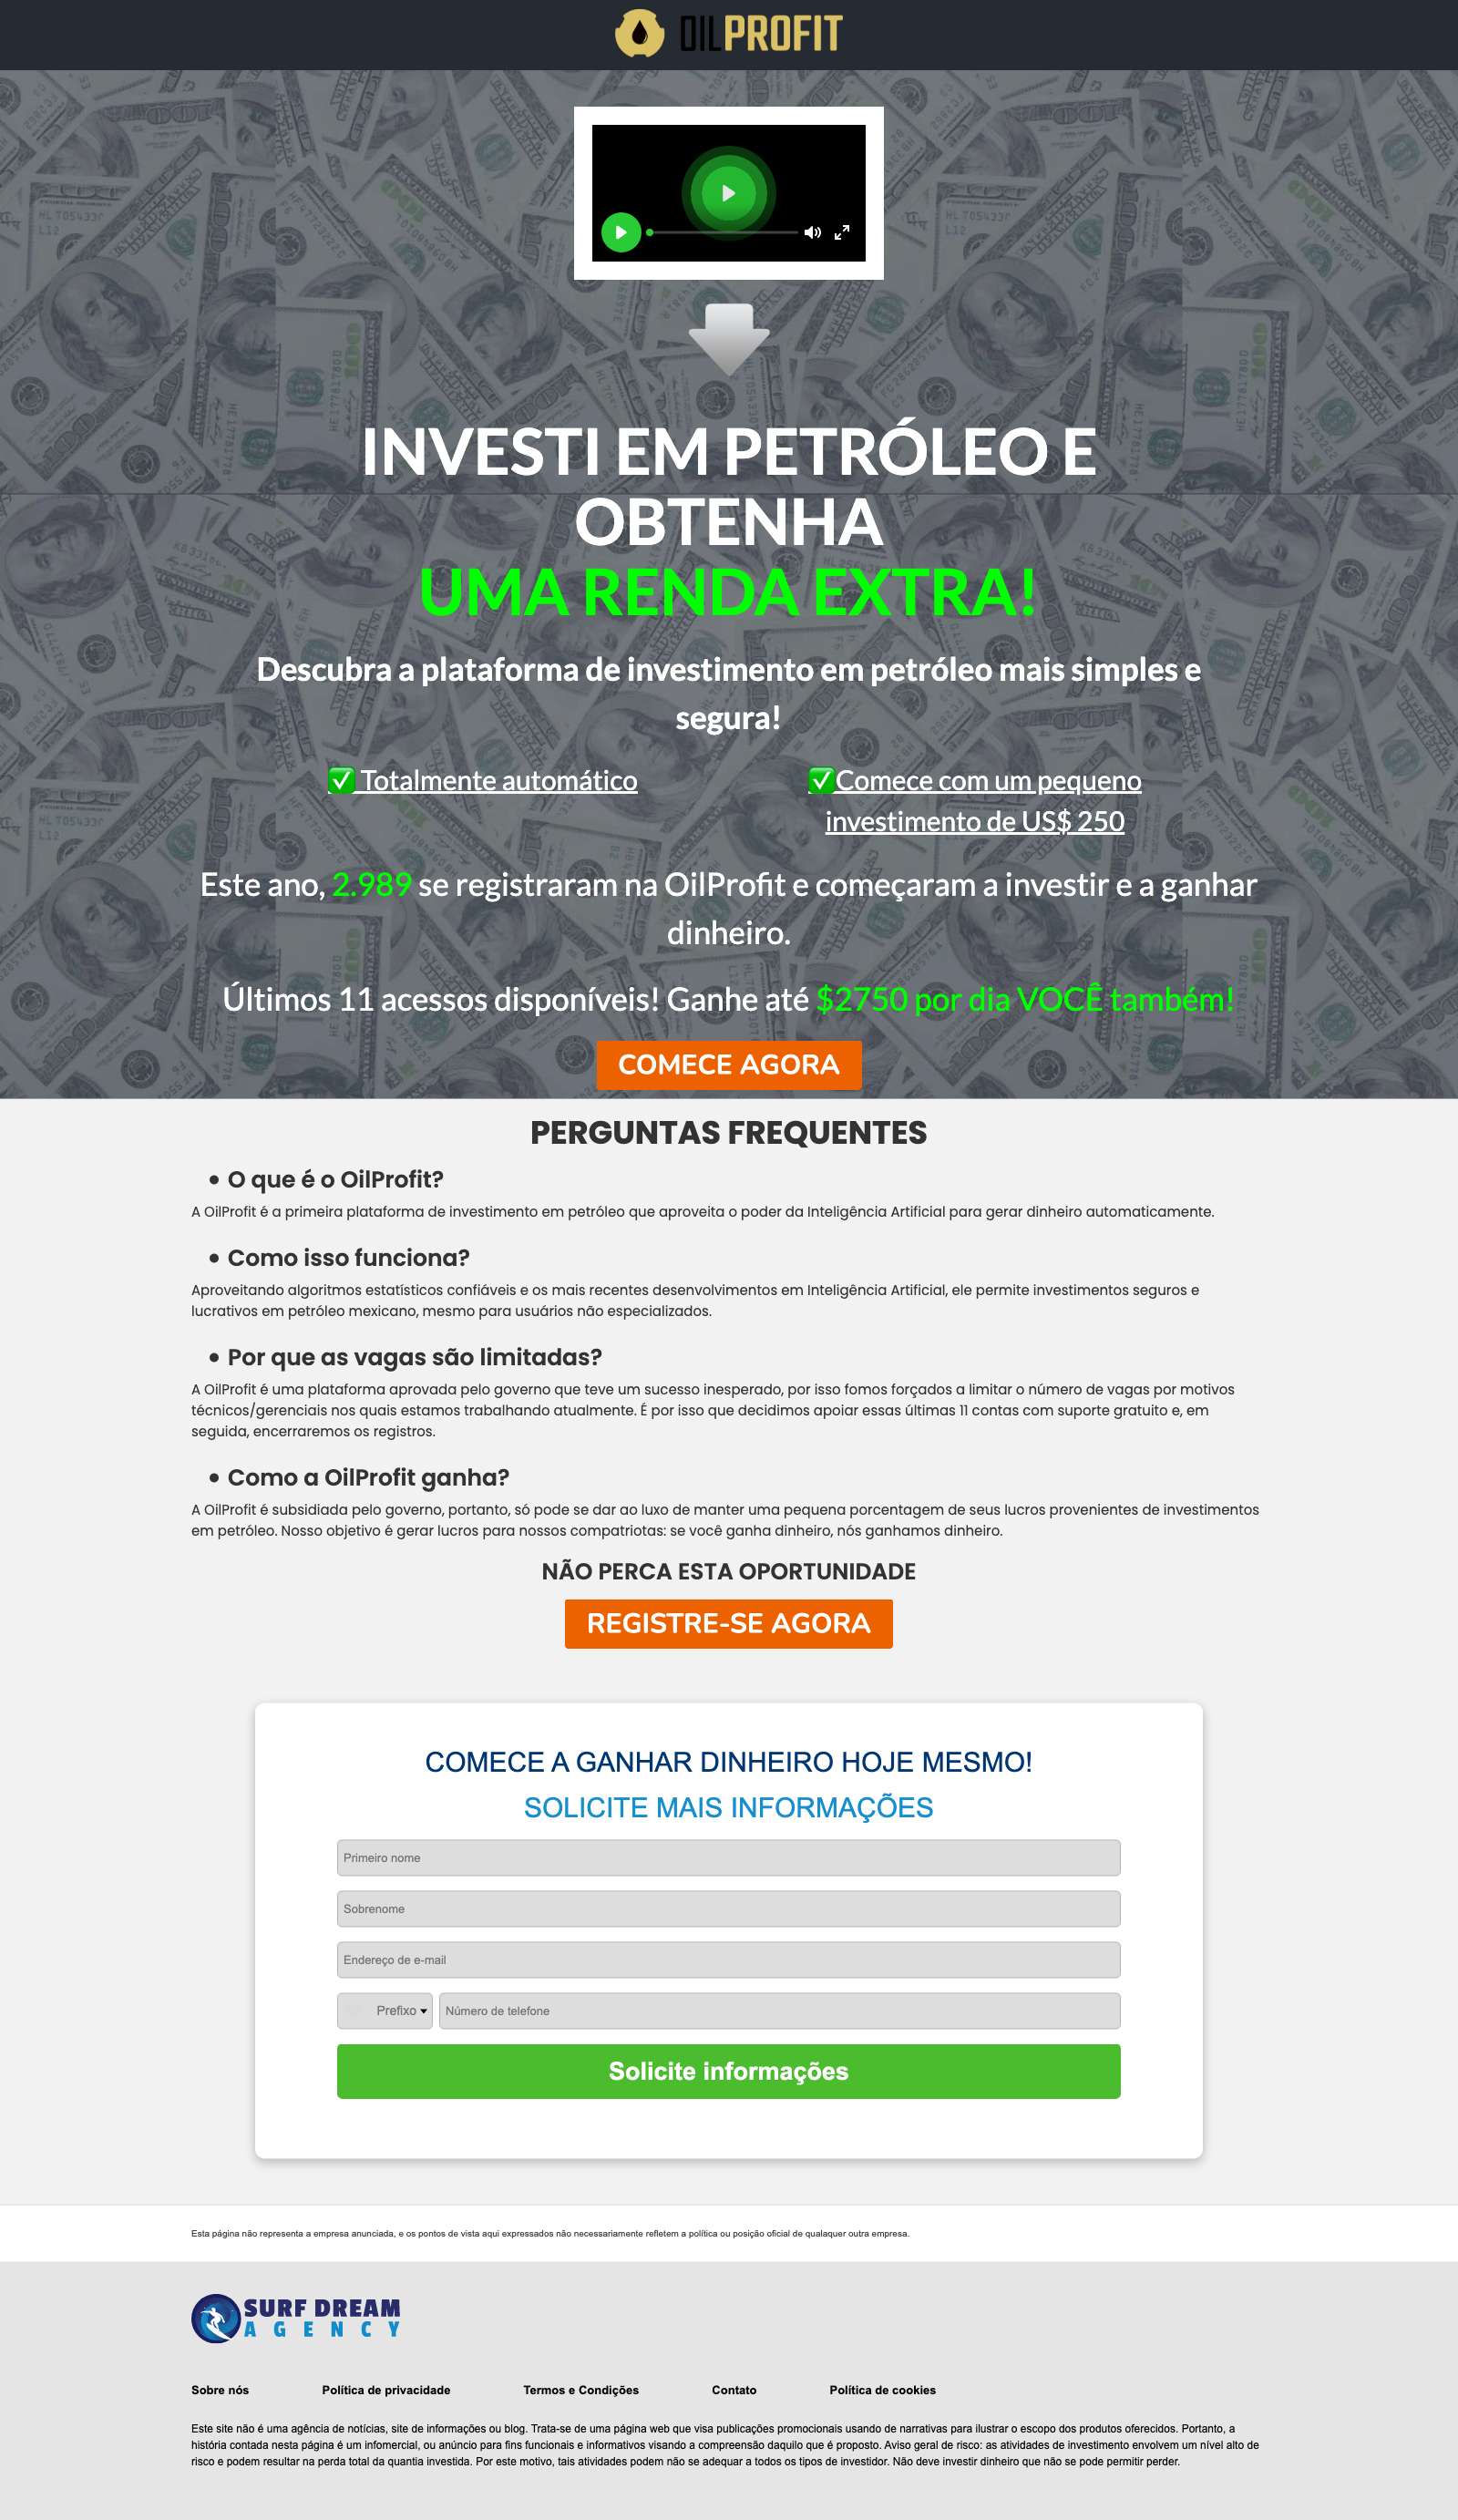 OILPROFIT
INVESTI EM PETRÓLEO E
OBTENHA
UMA RENDA EXTRA!
Descubra a plataforma de investimento em petróleo mais simples e
segura!
✅ Totalmente automático
✅Comece com um pequeno
investimento de US$ 250
Este ano, 2.989 se registraram na OilProfit e começaram a investir e a ganhar
dinheiro.
Últimos 11 acessos disponíveis! Ganhe até $2750 por dia VOCÊ também!
COMECE AGORA
PERGUNTAS FREQUENTES
• O que é o OilProfit?
A OilProfit é a primeira plataforma de investimento em petróleo que aproveita o poder da Inteligência Artificial para gerar dinheiro automaticamente.
• Como isso funciona?
Aproveitando algoritmos estatísticos confiáveis e os mais recentes desenvolvimentos em Inteligência Artificial, ele permite investimentos seguros e
lucrativos em petróleo mexicano, mesmo para usuários não especializados.
• Por que as vagas são limitadas?
A OilProfit é uma plataforma aprovada pelo governo que teve um sucesso inesperado, por isso fomos forçados a limitar o número de vagas por motivos
técnicos/gerenciais nos quais estamos trabalhando atualmente. É por isso que decidimos apoiar essas últimas 11 contas com suporte gratuito e, em
seguida, encerraremos os registros.
• Como a OilProfit ganha?
A OilProfit é subsidiada pelo governo, portanto, só pode se dar ao luxo de manter uma pequena porcentagem de seus lucros provenientes de investimentos
em petróleo. Nosso objetivo é gerar lucros para nossos compatriotas: se você ganha dinheiro, nós ganhamos dinheiro.
NÃO PERCA ESTA OPORTUNIDADE
REGISTRE-SE AGORA
COMECE A GANHAR DINHEIRO HOJE MESMO!
SOLICITE MAIS INFORMAÇÕES
Primeiro nome
Sobrenome
Endereço de e-mail
Prefixo
Número de telefone
Solicite informações
Esta página não representa a empresa anunciada, e os pontos de vista aqui expressados não necessariamente refletem a política ou posição oficial de qualaquer outra empresa.
SURF DREAM
AGENCY
Sobre nós
Política de privacidade
Termos e Condições
Contato
Política de cookies
Este site não é uma agência de notícias, site de informações ou blog. Trata-se de uma página web que visa publicações promocionais usando de narrativas para ilustrar o escopo dos produtos oferecidos. Portanto, a
história contada nesta página é um infomercial, ou anúncio para fins funcionais e informativos visando a compreensão daquilo que é proposto. Aviso geral de risco: as atividades de investimento envolvem um nível alto de
risco e podem resultar na perda total da quantia investida. Por este motivo, tais atividades podem não se adequar a todos os tipos de investidor. Não deve investir dinheiro que não se pode permitir perder.